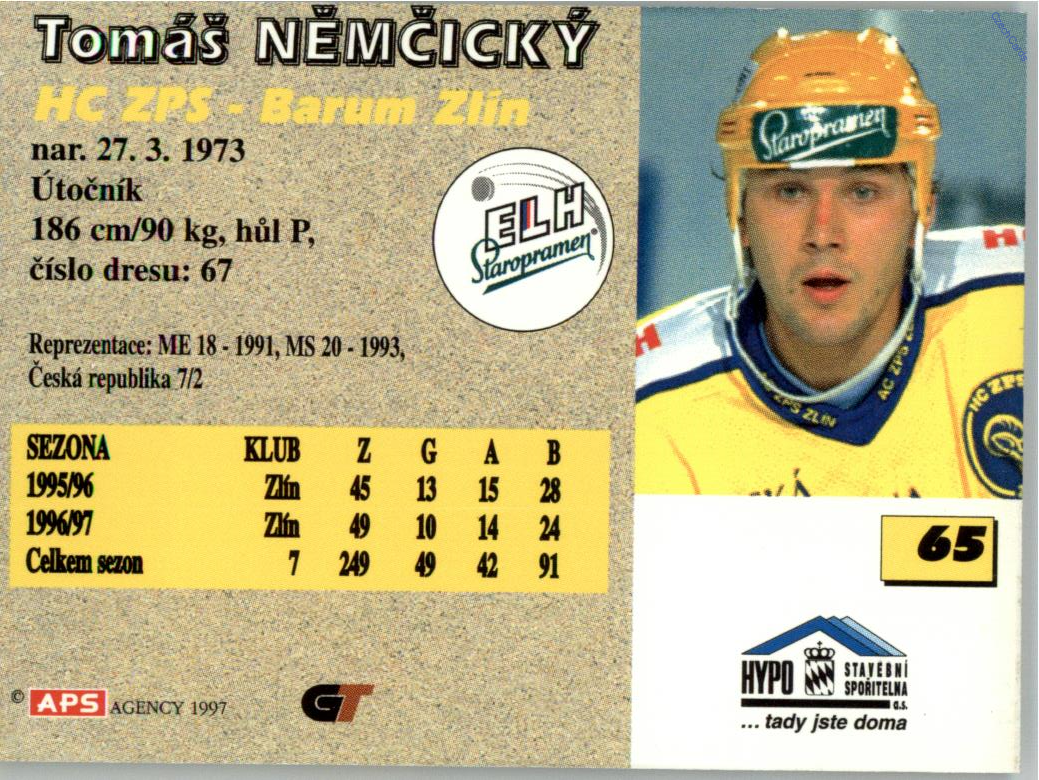 Tomáš NĚMČICKÝ
HC ZPS - Barum Zlín
nar. 27. 3. 1973
Útočník
186 cm/90 kg, hůl P,
číslo dresu: 67
ELH
Staropramen
Reprezentace: ME 18 - 1991, MS 20 - 1993,
Česká republika 7/2
SEZONA KLUB Z G A B
1995/96 Zlín 45 13 15 28
1996/97 Zlín 49 10 14 24
Celkem sezon 7 249 49 42 91
© APS AGENCY 1997
GT
Staropramen
H
H
AC ZPS ZLÍN
AC ZPS
HC ZPS
65
HYPO STAVEBNÍ
SPOŘITELNA
a.s.
... tady jste doma